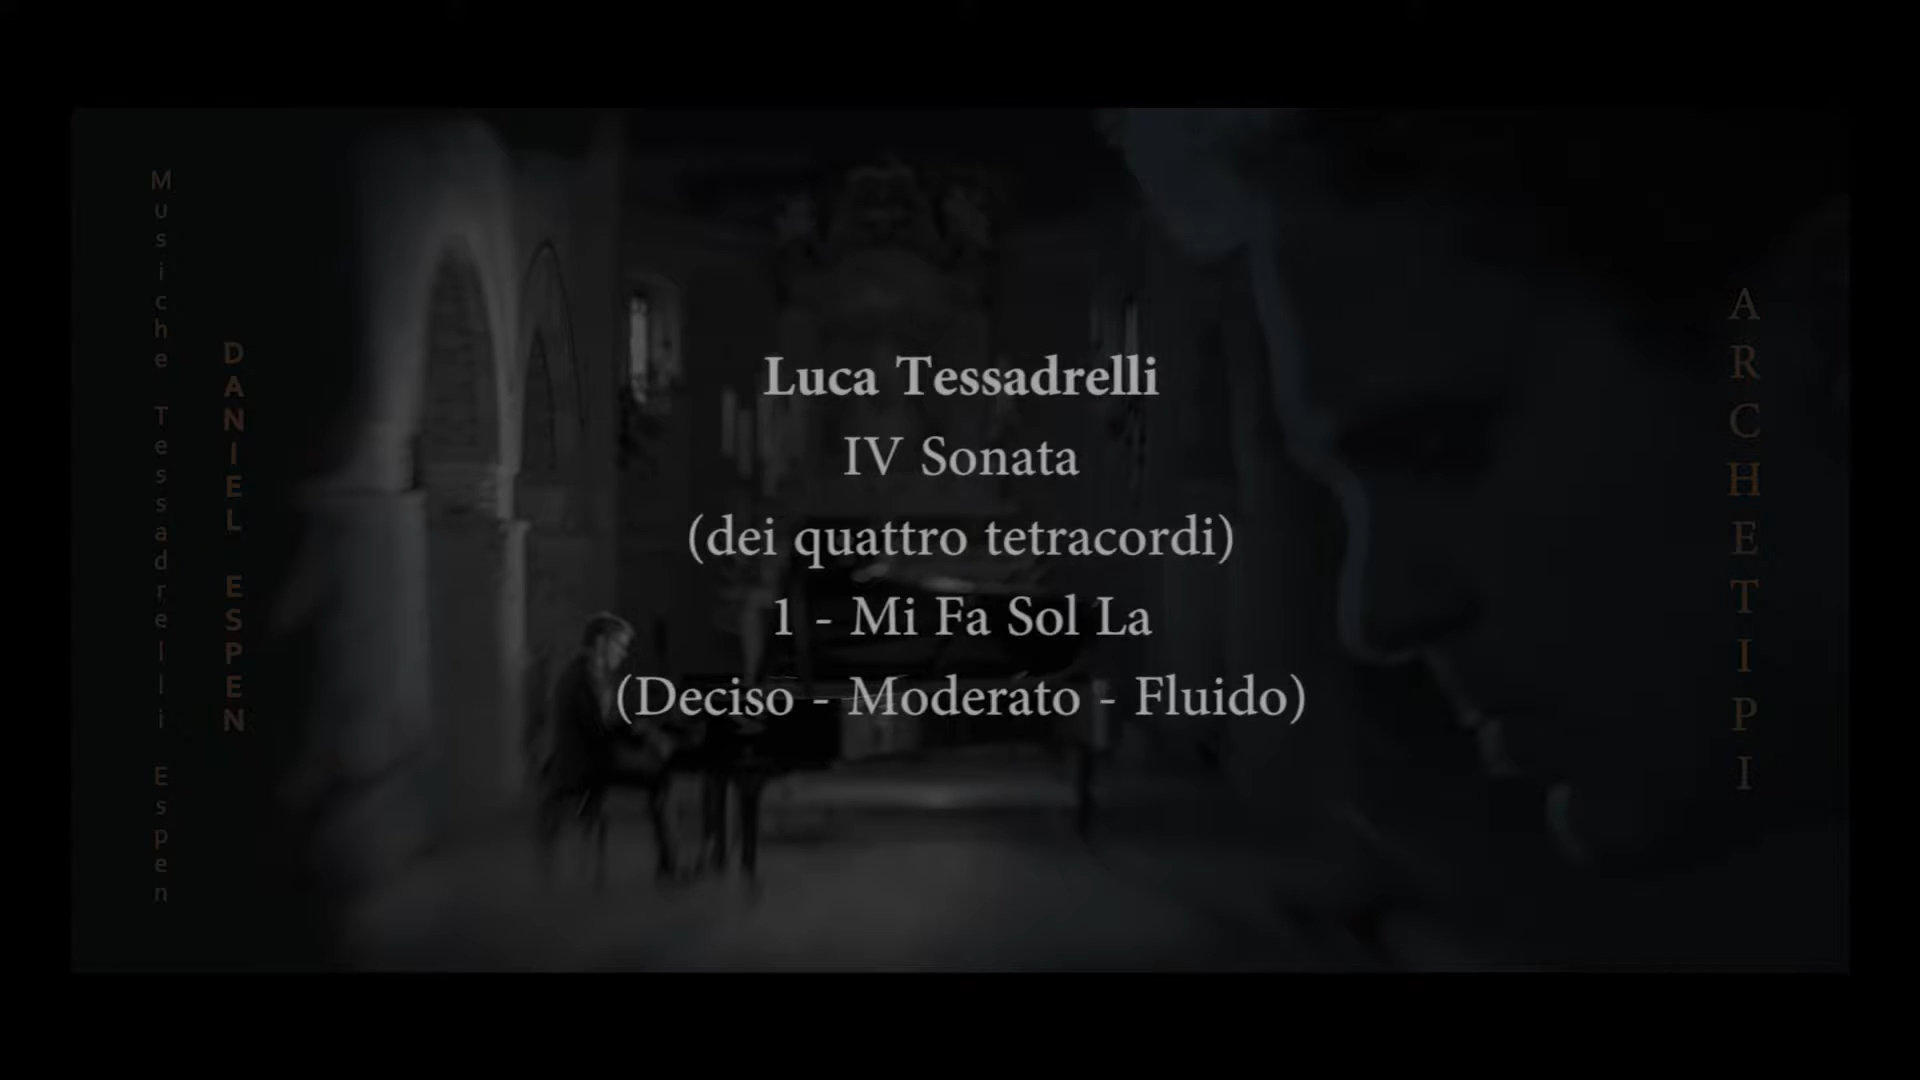 Musiche Tessadrelli Espen
DANIEL ESPEN
Luca Tessadrelli
IV Sonata
(dei quattro tetracordi)
1 - Mi Fa Sol La
(Deciso - Moderato - Fluido)
ARCHETIPI